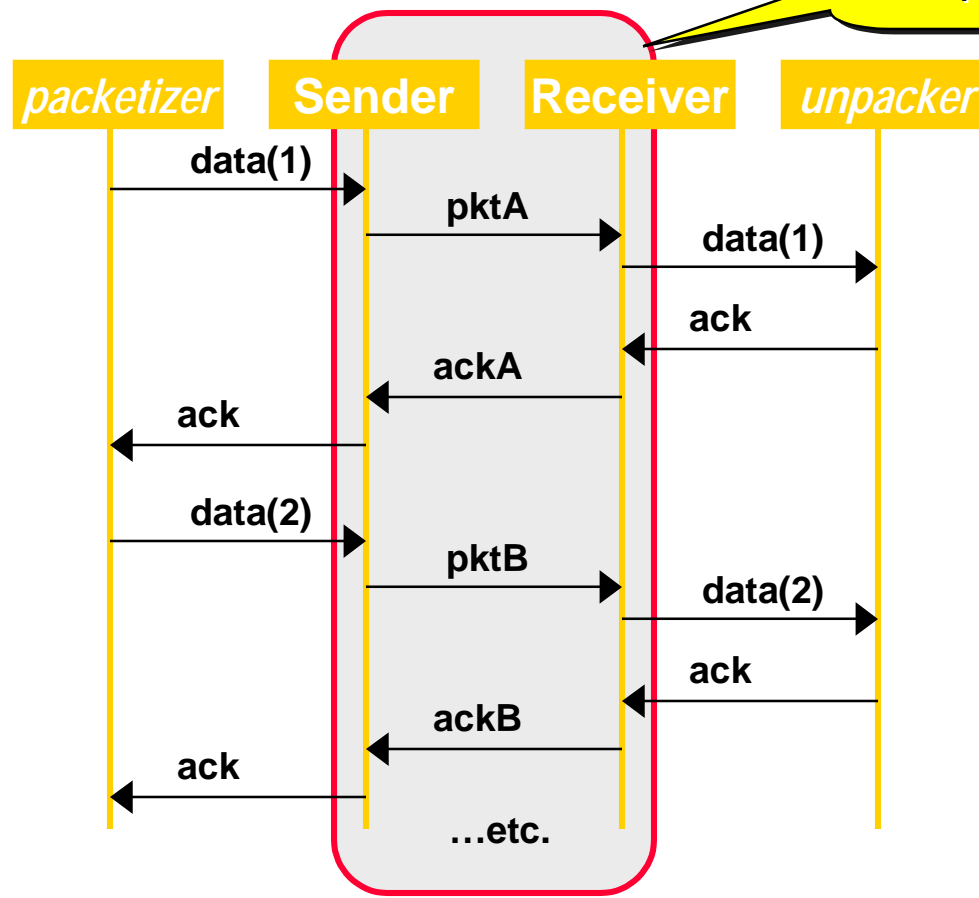 packetizer Sender Receiver unpacker
data(1)
pktA
data(1)
ack
ackA
ack
data(2)
pktB
data(2)
ack
ackB
ack
…etc.